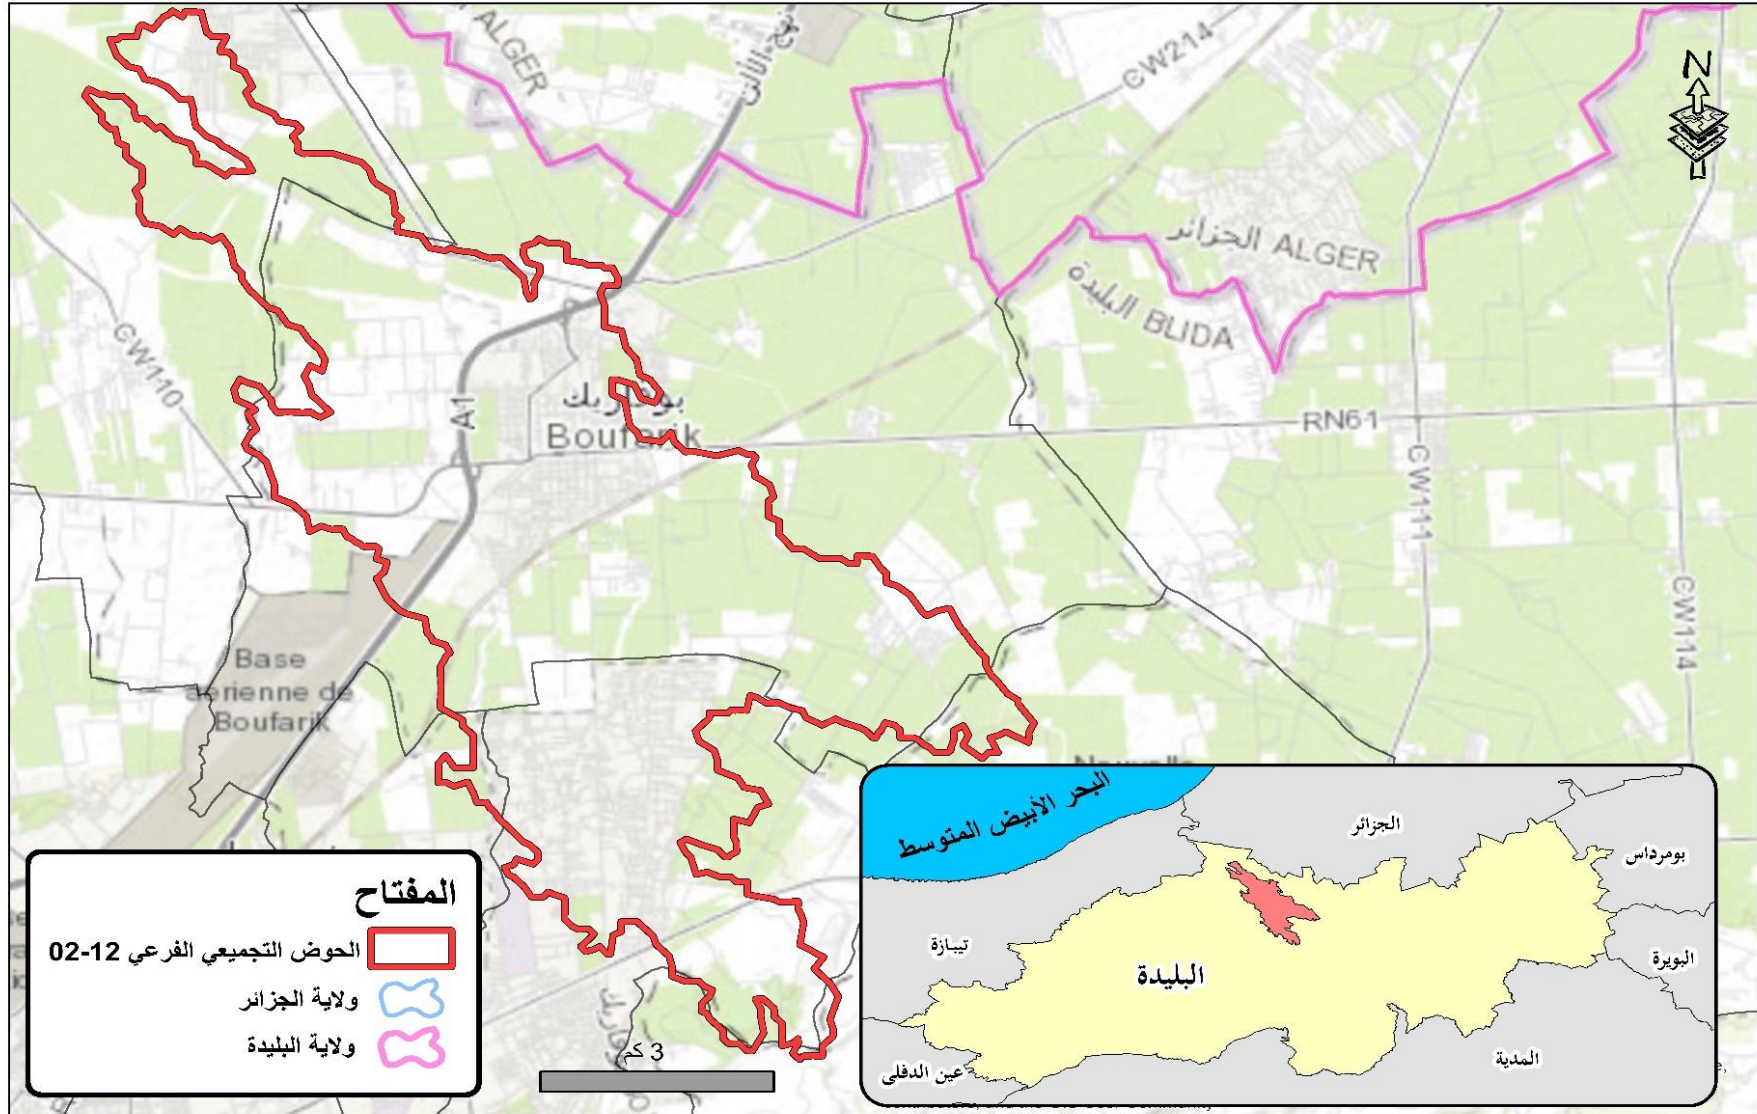 ALGER
CW214
N
الجزائر ALGER
البليدة BLIDA
CW110
A1
بوفاريك
Boufarik
RN61
CW111
CW114
Base
aérienne de
Boufarik
المفتاح
الحوض التجميعي الفرعي 12-02
ولاية الجزائر
ولاية البليدة
3 كم
البحر الأبيض المتوسط
الجزائر
بومرداس
تيبازة
البويرة
البليدة
المدية
عين الدفلى